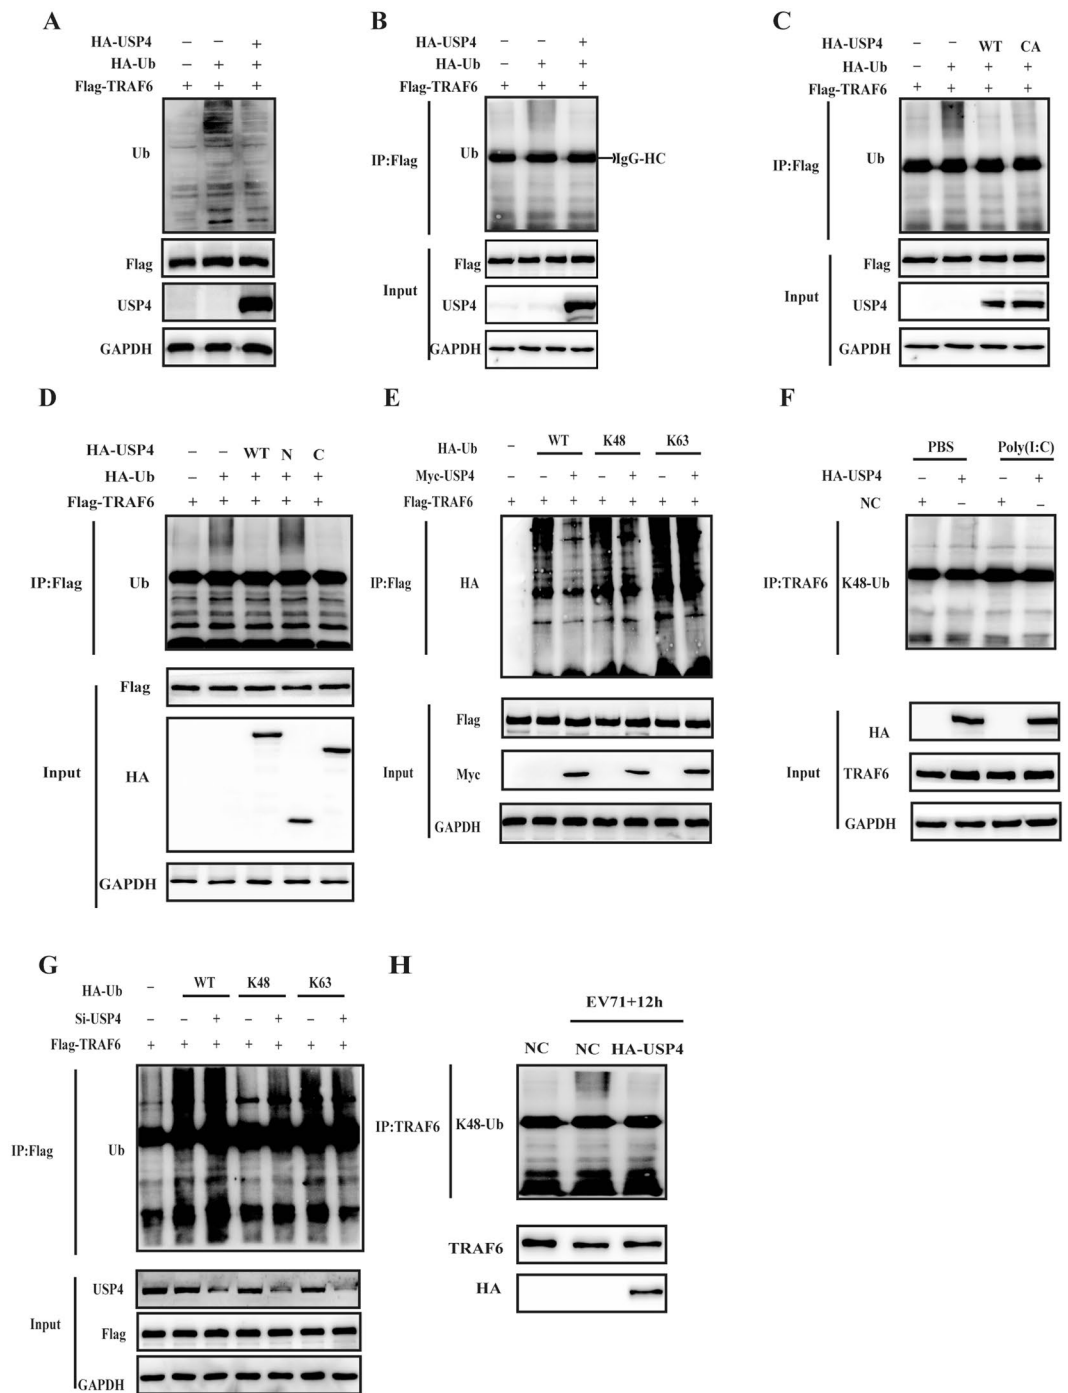 A
HA-USP4 – – +
HA-Ub – + +
Flag-TRAF6 + + +
Ub
Flag
USP4
GAPDH
B
HA-USP4 – – +
HA-Ub – + +
Flag-TRAF6 + + +
IP:Flag Ub IgG-HC
Flag
Input USP4
GAPDH
C
HA-USP4 – – WT CA
HA-Ub – + + +
Flag-TRAF6 + + + +
IP:Flag Ub
Flag
Input USP4
GAPDH
D
HA-USP4 – – WT N C
HA-Ub – + + + +
Flag-TRAF6 + + + + +
IP:Flag Ub
Flag
Input HA
GAPDH
E
HA-Ub – WT K48 K63
Myc-USP4 – – + – + – +
Flag-TRAF6 + + + + + + +
IP:Flag HA
Flag
Input Myc
GAPDH
F
PBS Poly(I:C)
HA-USP4 – + – +
NC + – + –
IP:TRAF6 K48-Ub
HA
Input TRAF6
GAPDH
G
HA-Ub – WT K48 K63
Si-USP4 – – + – + – +
Flag-TRAF6 + + + + + + +
IP:Flag Ub
USP4
Input Flag
GAPDH
H
EV71+12h
NC NC HA-USP4
IP:TRAF6 K48-Ub
TRAF6
HA